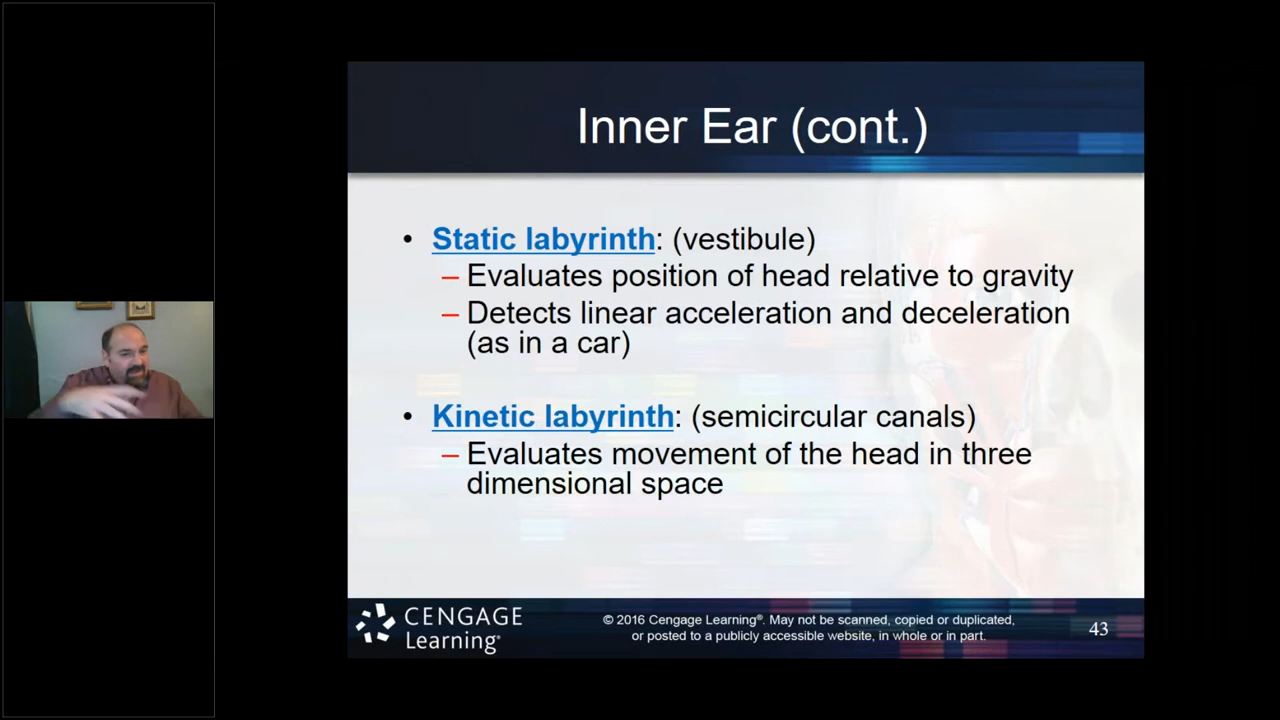 Inner Ear (cont.)
• Static labyrinth: (vestibule)
– Evaluates position of head relative to gravity
– Detects linear acceleration and deceleration
(as in a car)
• Kinetic labyrinth: (semicircular canals)
– Evaluates movement of the head in three
dimensional space
CENGAGE
Learning®
© 2016 Cengage Learning®. May not be scanned, copied or duplicated,
or posted to a publicly accessible website, in whole or in part.
43